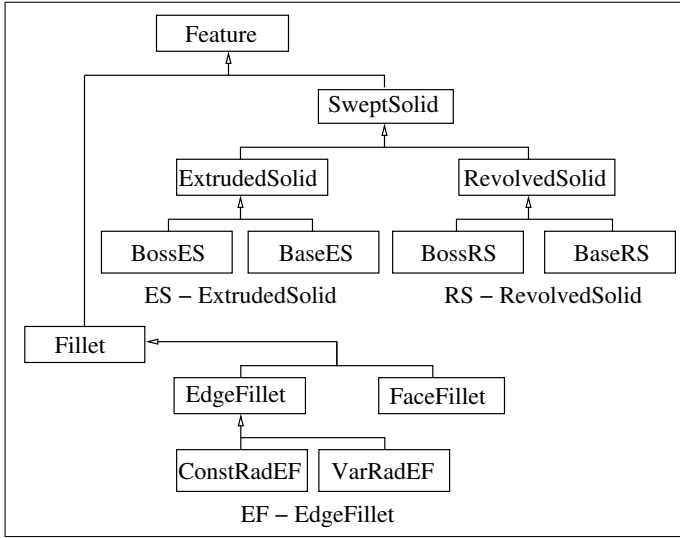 Feature
SweptSolid
ExtrudedSolid
RevolvedSolid
BossES
BaseES
BossRS
BaseRS
ES – ExtrudedSolid
RS – RevolvedSolid
Fillet
EdgeFillet
FaceFillet
ConstRadEF
VarRadEF
EF – EdgeFillet